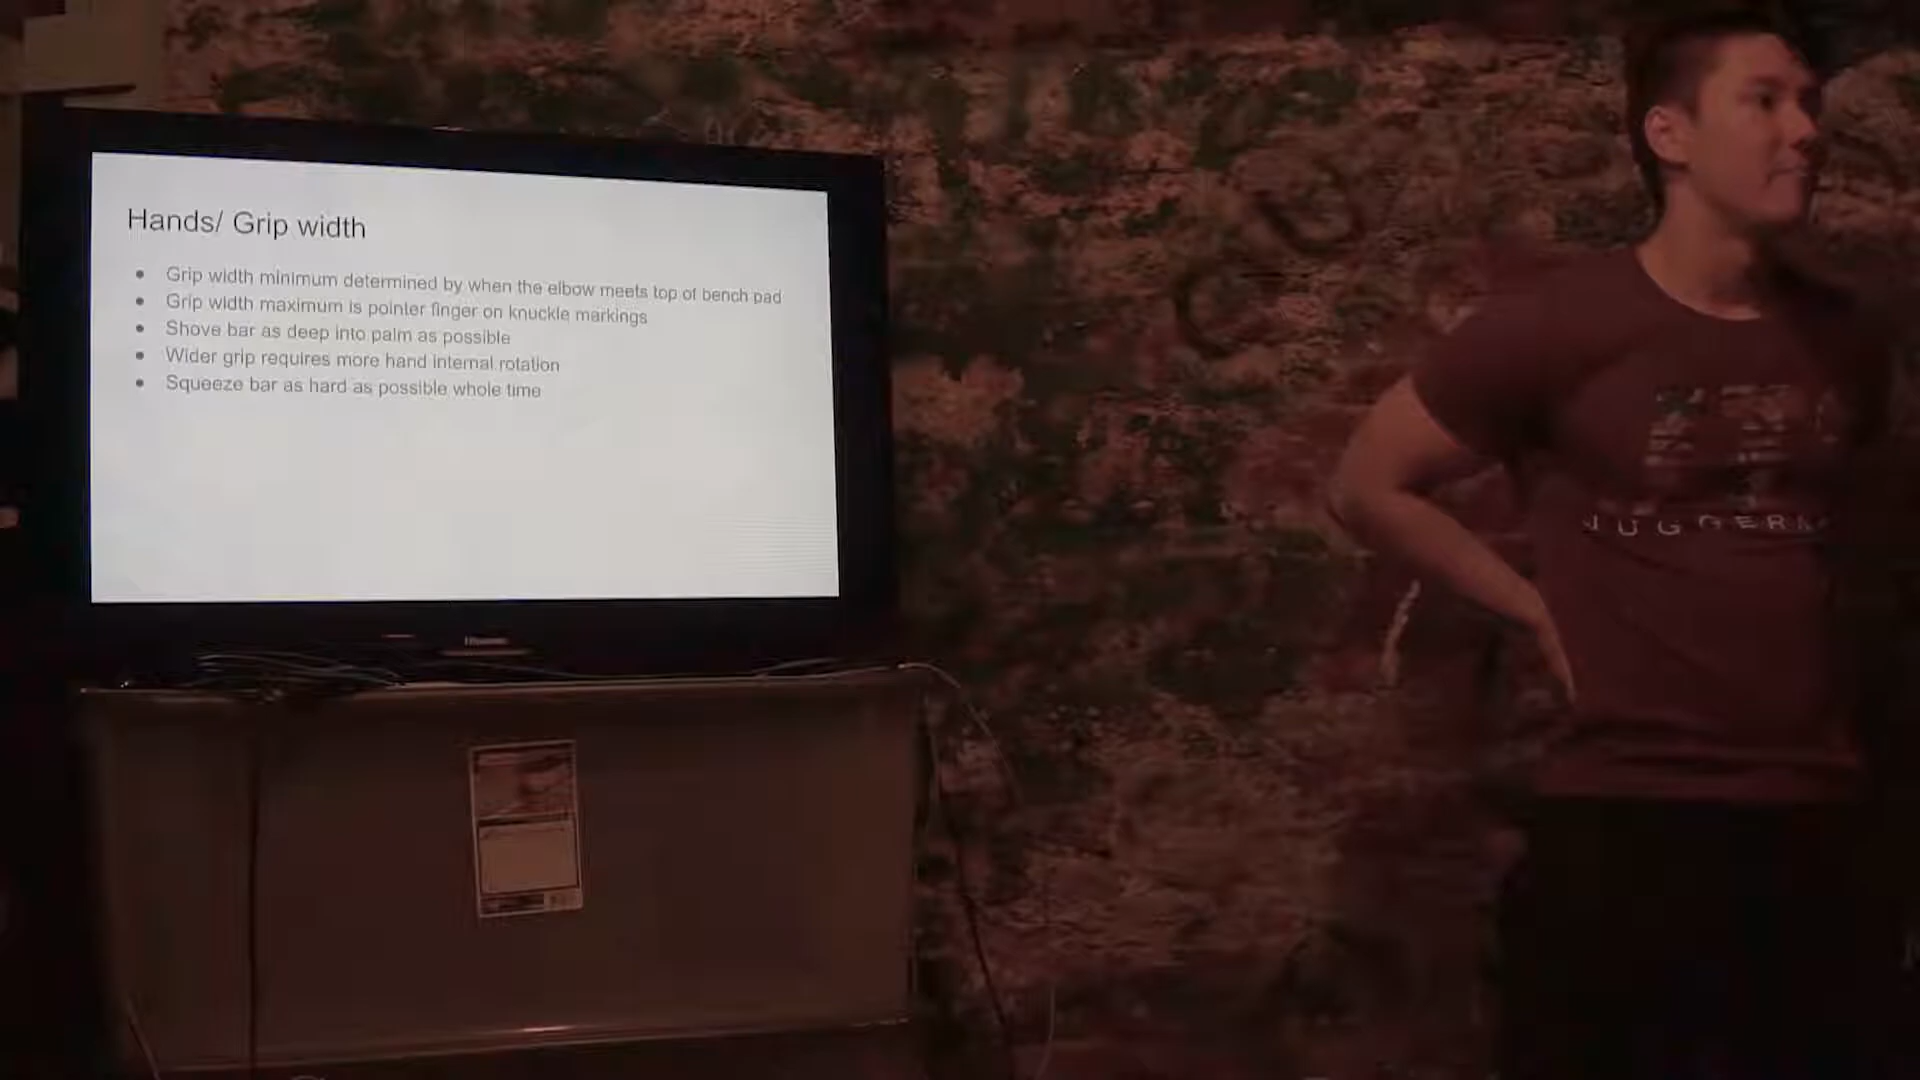 Hands/ Grip width
● Grip width minimum determined by when the elbow meets top of bench pad
● Grip width maximum is pointer finger on knuckle markings
● Shove bar as deep into palm as possible
● Wider grip requires more hand internal rotation
● Squeeze bar as hard as possible whole time
Hisense
JUGGERN